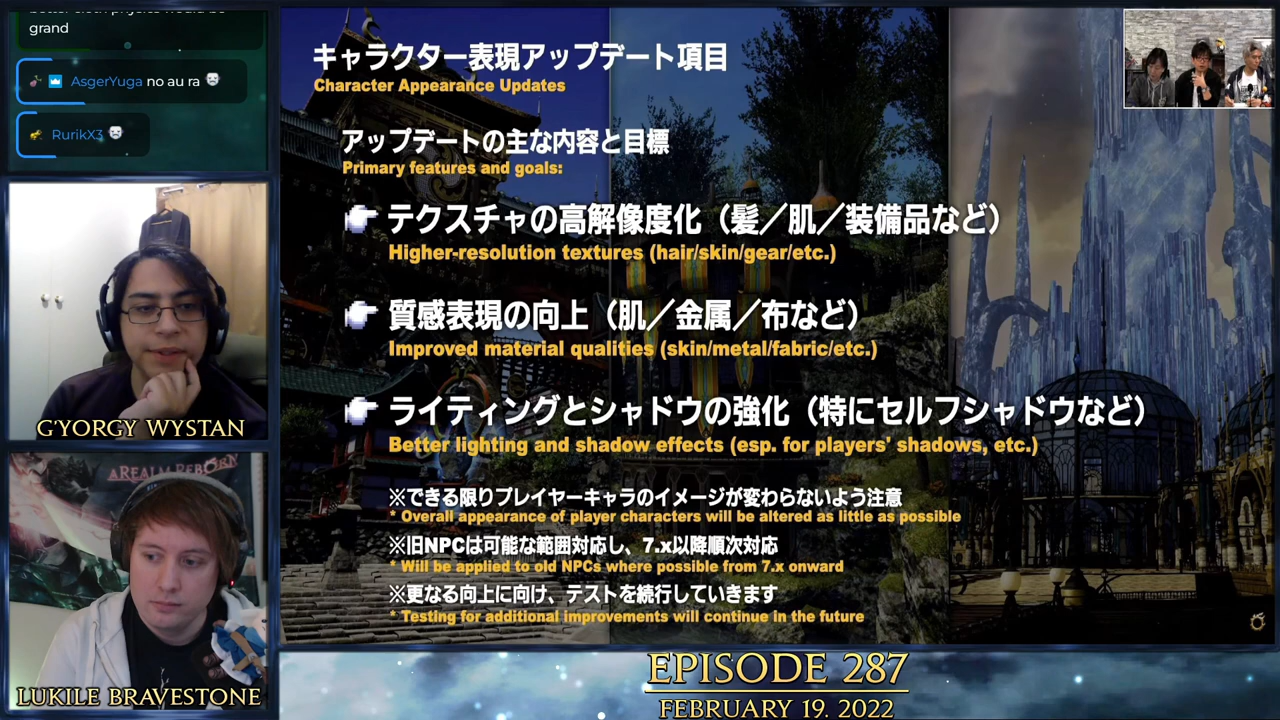 grand
AsgerYuga no au ra
RurikX3
G'YORGY WYSTAN
A REALM REBORN
LUKILE BRAVESTONE
キャラクター表現アップデート項目
Character Appearance Updates
アップデートの主な内容と目標
Primary features and goals:
テクスチャの高解像度化（髪／肌／装備品など）
Higher-resolution textures (hair/skin/gear/etc.)
質感表現の向上（肌／金属／布など）
Improved material qualities (skin/metal/fabric/etc.)
ライティングとシャドウの強化（特にセルフシャドウなど）
Better lighting and shadow effects (esp. for players' shadows, etc.)
※できる限りプレイヤーキャラのイメージが変わらないよう注意
* Overall appearance of player characters will be altered as little as possible
※旧NPCは可能な範囲対応し、7.x以降順次対応
* Will be applied to old NPCs where possible from 7.x onward
※更なる向上に向け、テストを続行していきます
* Testing for additional improvements will continue in the future
EPISODE 287
FEBRUARY 19, 2022